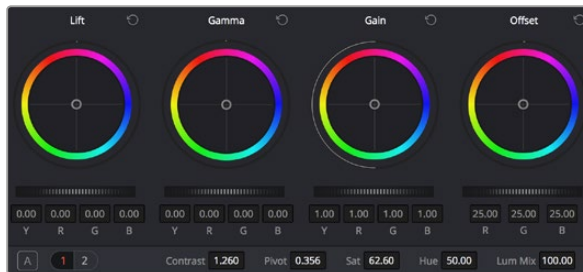 Lift Gamma Gain Offset
0.00 0.00 0.00 0.00 0.00 0.00 0.00 0.00 1.00 1.00 1.00 1.00 25.00 25.00 25.00
Y R G B Y R G B Y R G B R G B
A 1 2 Contrast 1.260 Pivot 0.356 Sat 62.60 Hue 50.00 Lum Mix 100.00